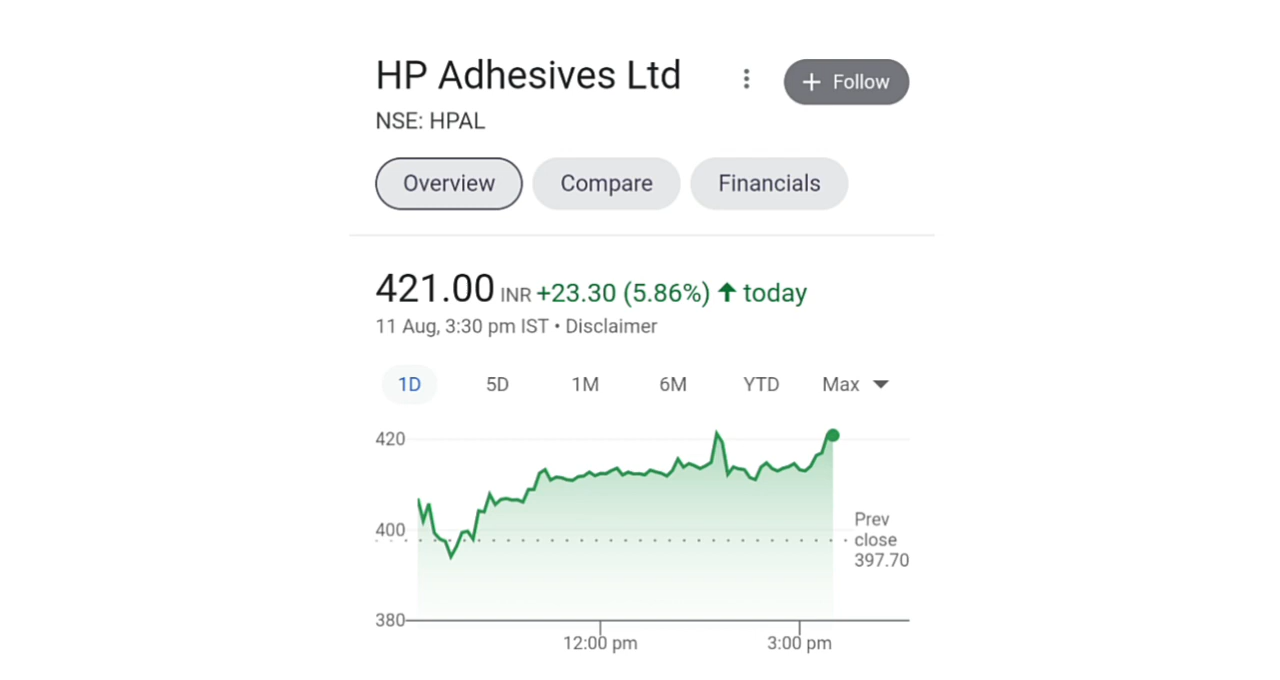 HP Adhesives Ltd
+ Follow
NSE: HPAL
Overview
Compare
Financials
421.00 INR +23.30 (5.86%) ↑ today
11 Aug, 3:30 pm IST • Disclaimer
1D 5D 1M 6M YTD Max
420
400
380
Prev
close
397.70
12:00 pm
3:00 pm